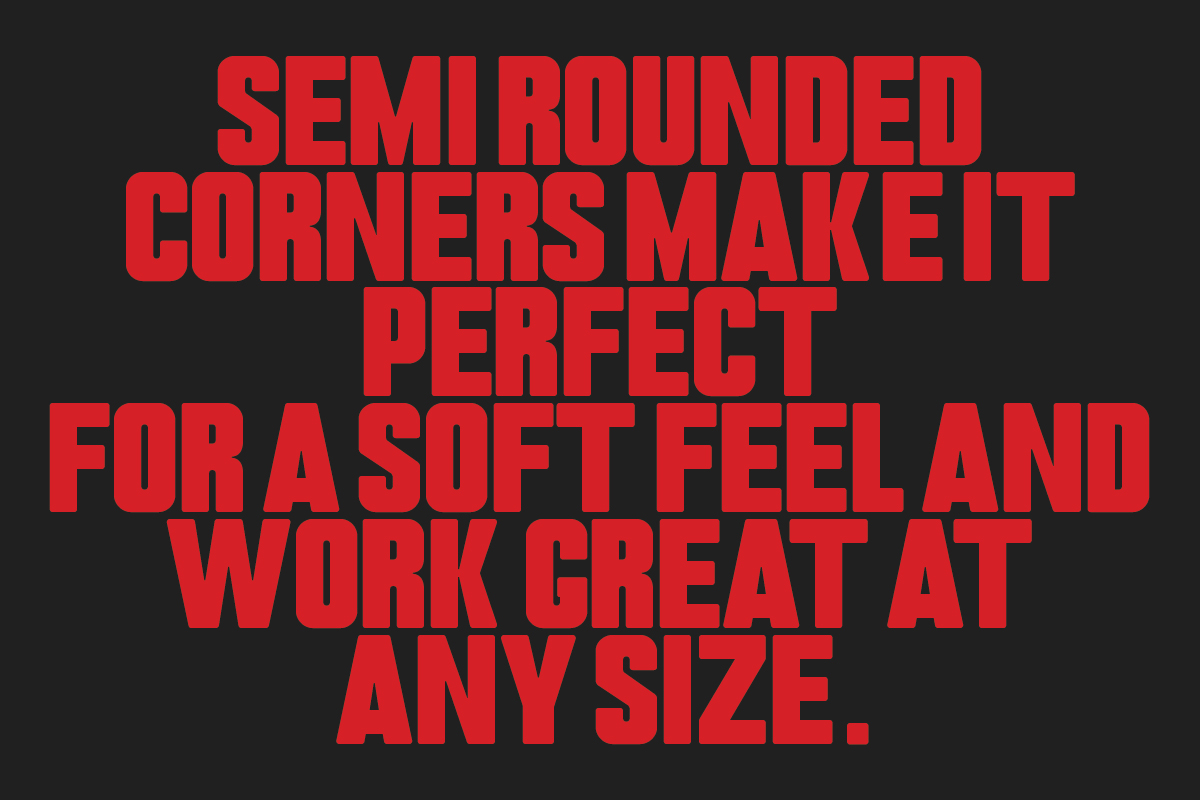 SEMI ROUNDED
CORNERS MAKE IT
PERFECT
FOR A SOFT FEEL AND
WORK GREAT AT
ANY SIZE.